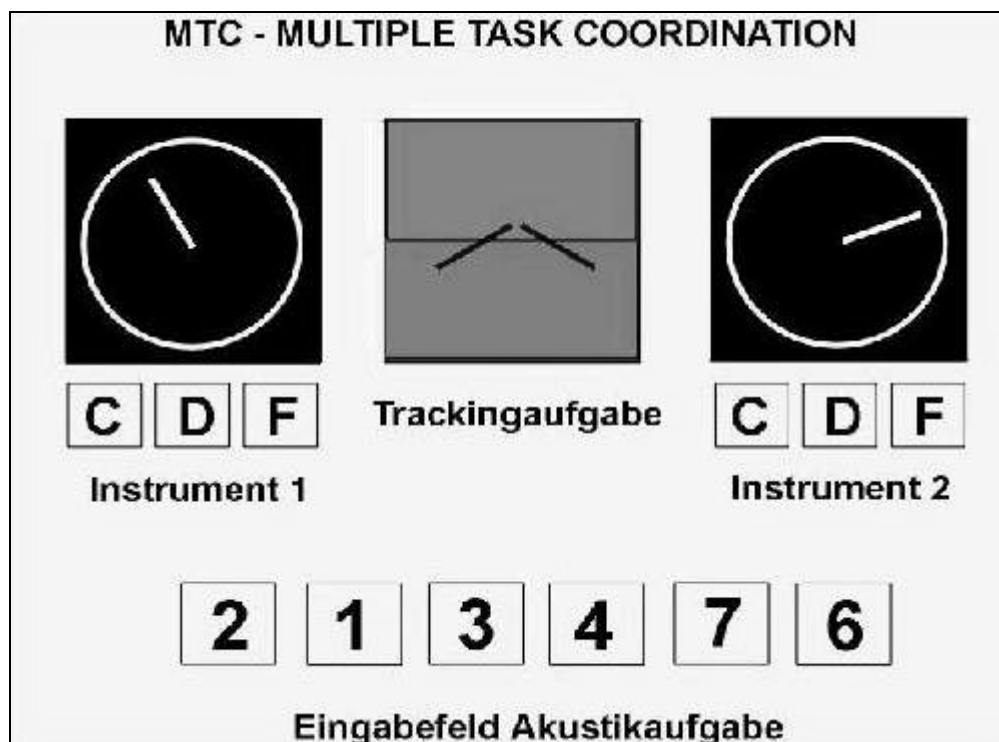 MTC - MULTIPLE TASK COORDINATION
C D F
Trackingaufgabe
C D F
Instrument 1
Instrument 2
2 1 3 4 7 6
Eingabefeld Akustikaufgabe